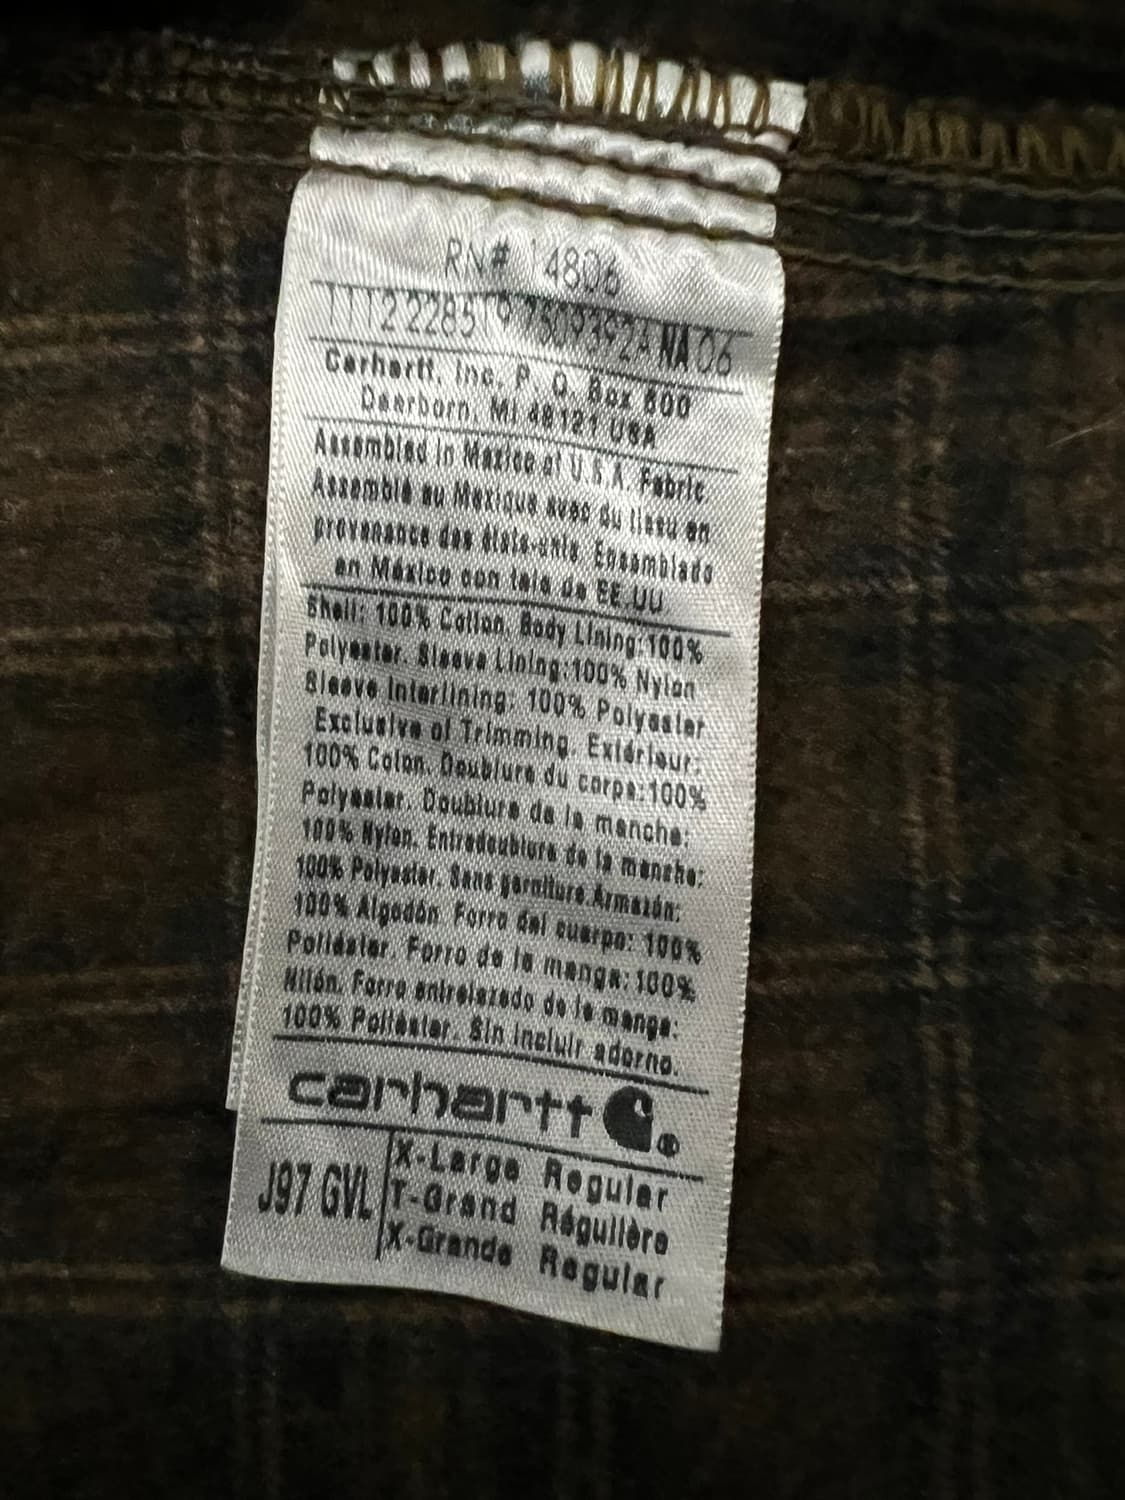 RN# 14806
1112228519 7509392A NA 06
Carhartt, Inc. P. O. Box 600
Dearborn, MI 48121 USA
Assembled in Mexico of U.S.A. Fabric
Assemblé au Mexique avec du tissu en
provenance des états-unis. Ensamblado
en México con tela de EE.UU
Shell: 100% Cotton. Body Lining:100%
Polyester. Sleeve Lining:100% Nylon
Sleeve Interlining: 100% Polyester
Exclusive of Trimming. Extérieur:
100% Coton. Doublure du corps:100%
Polyester. Doublure de la manche:
100% Nylon. Entredoublure de la manche:
100% Polyester. Sans garniture.Armazón:
100% Algodón. Forro del cuerpo: 100%
Poliéster. Forro de la manga:100%
Nilón. Forro entrelazado de la manga:
100% Poliéster. Sin incluir adorno.
carhartt ®
J97 GVL
X-Large Regular
T-Grand Régulière
X-Grande Regular